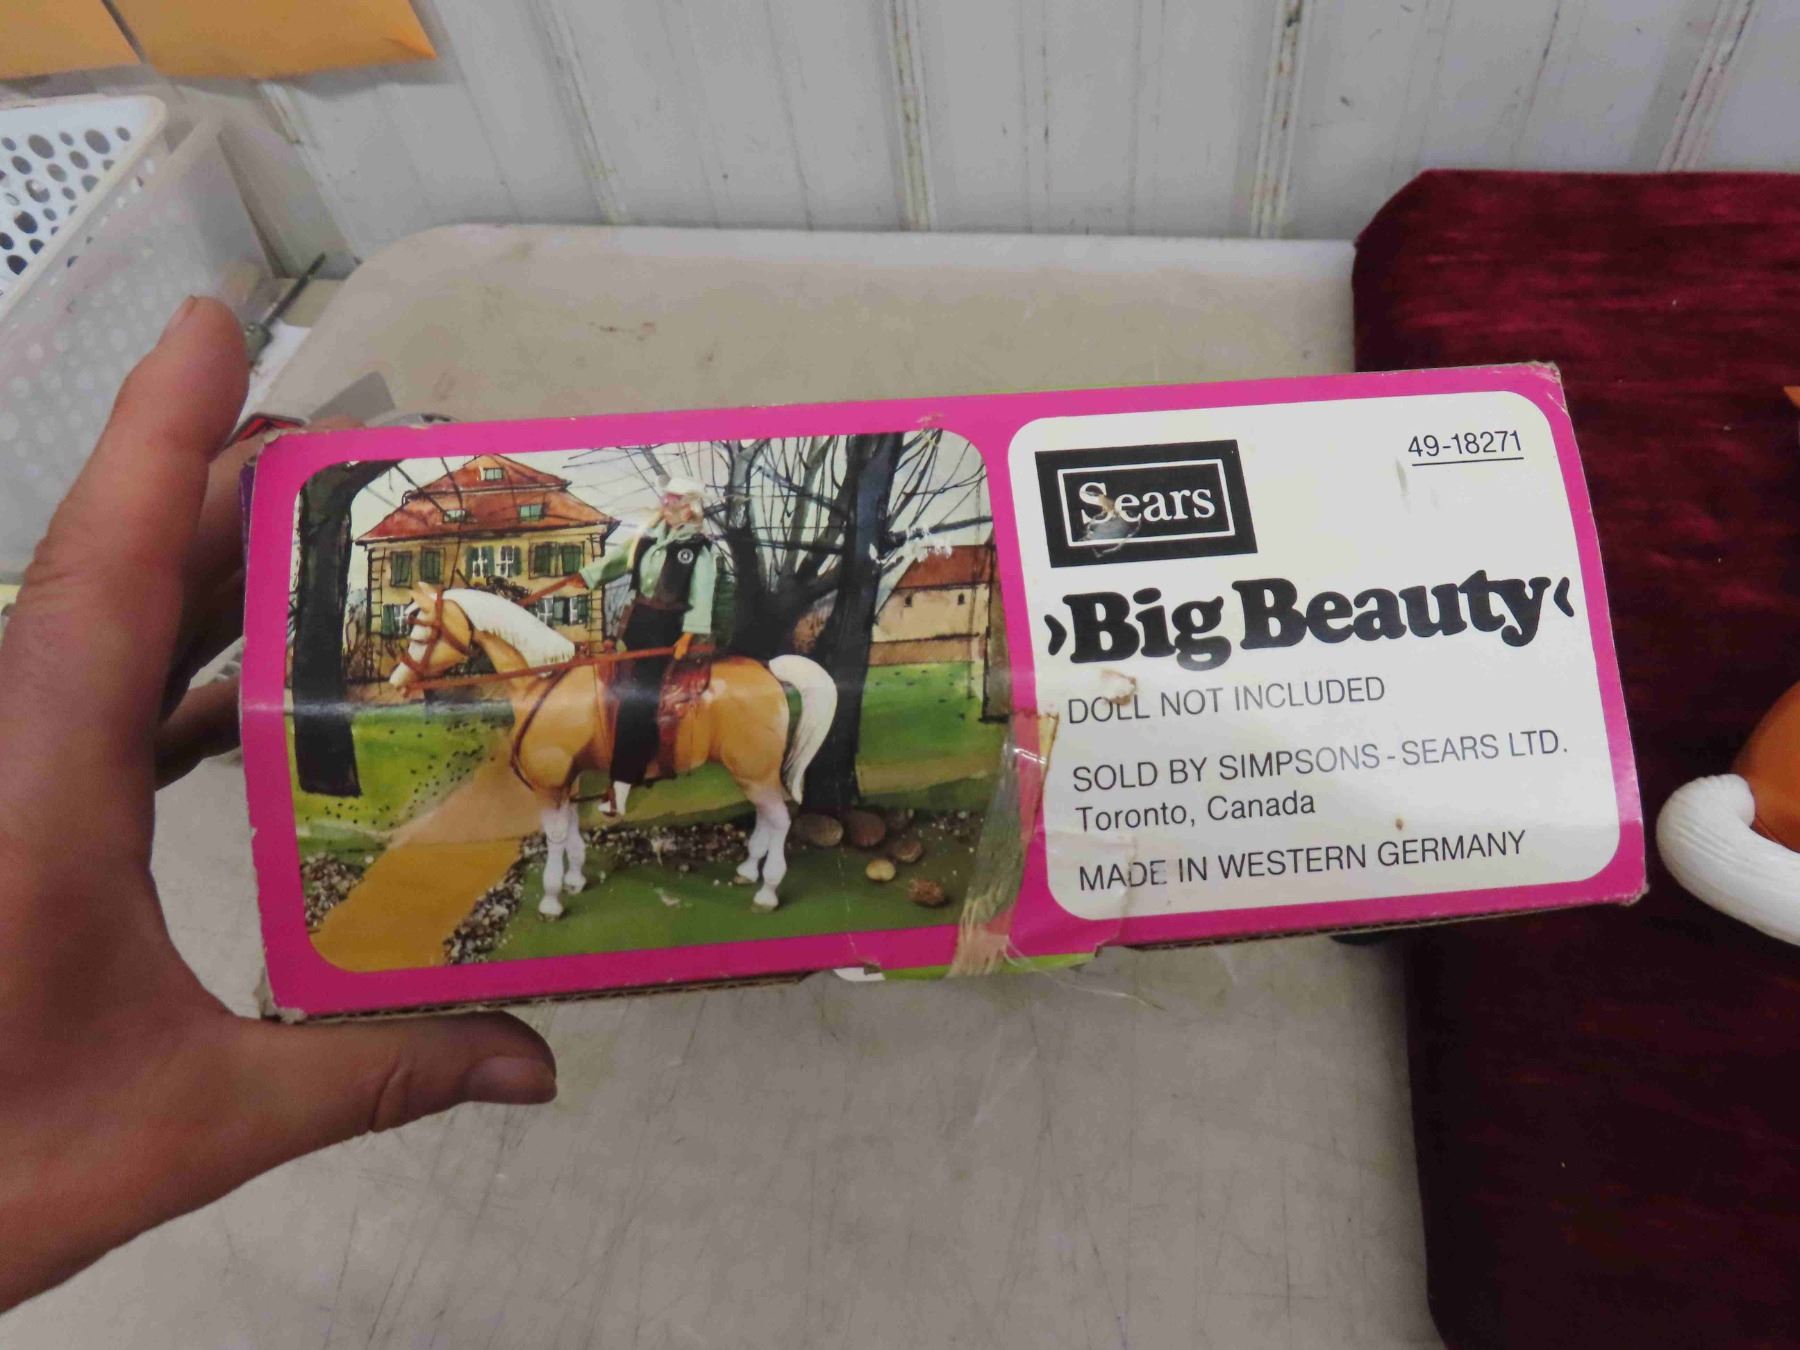 49-18271
Sears
›Big Beauty‹
DOLL NOT INCLUDED
SOLD BY SIMPSONS-SEARS LTD.
Toronto, Canada
MADE IN WESTERN GERMANY